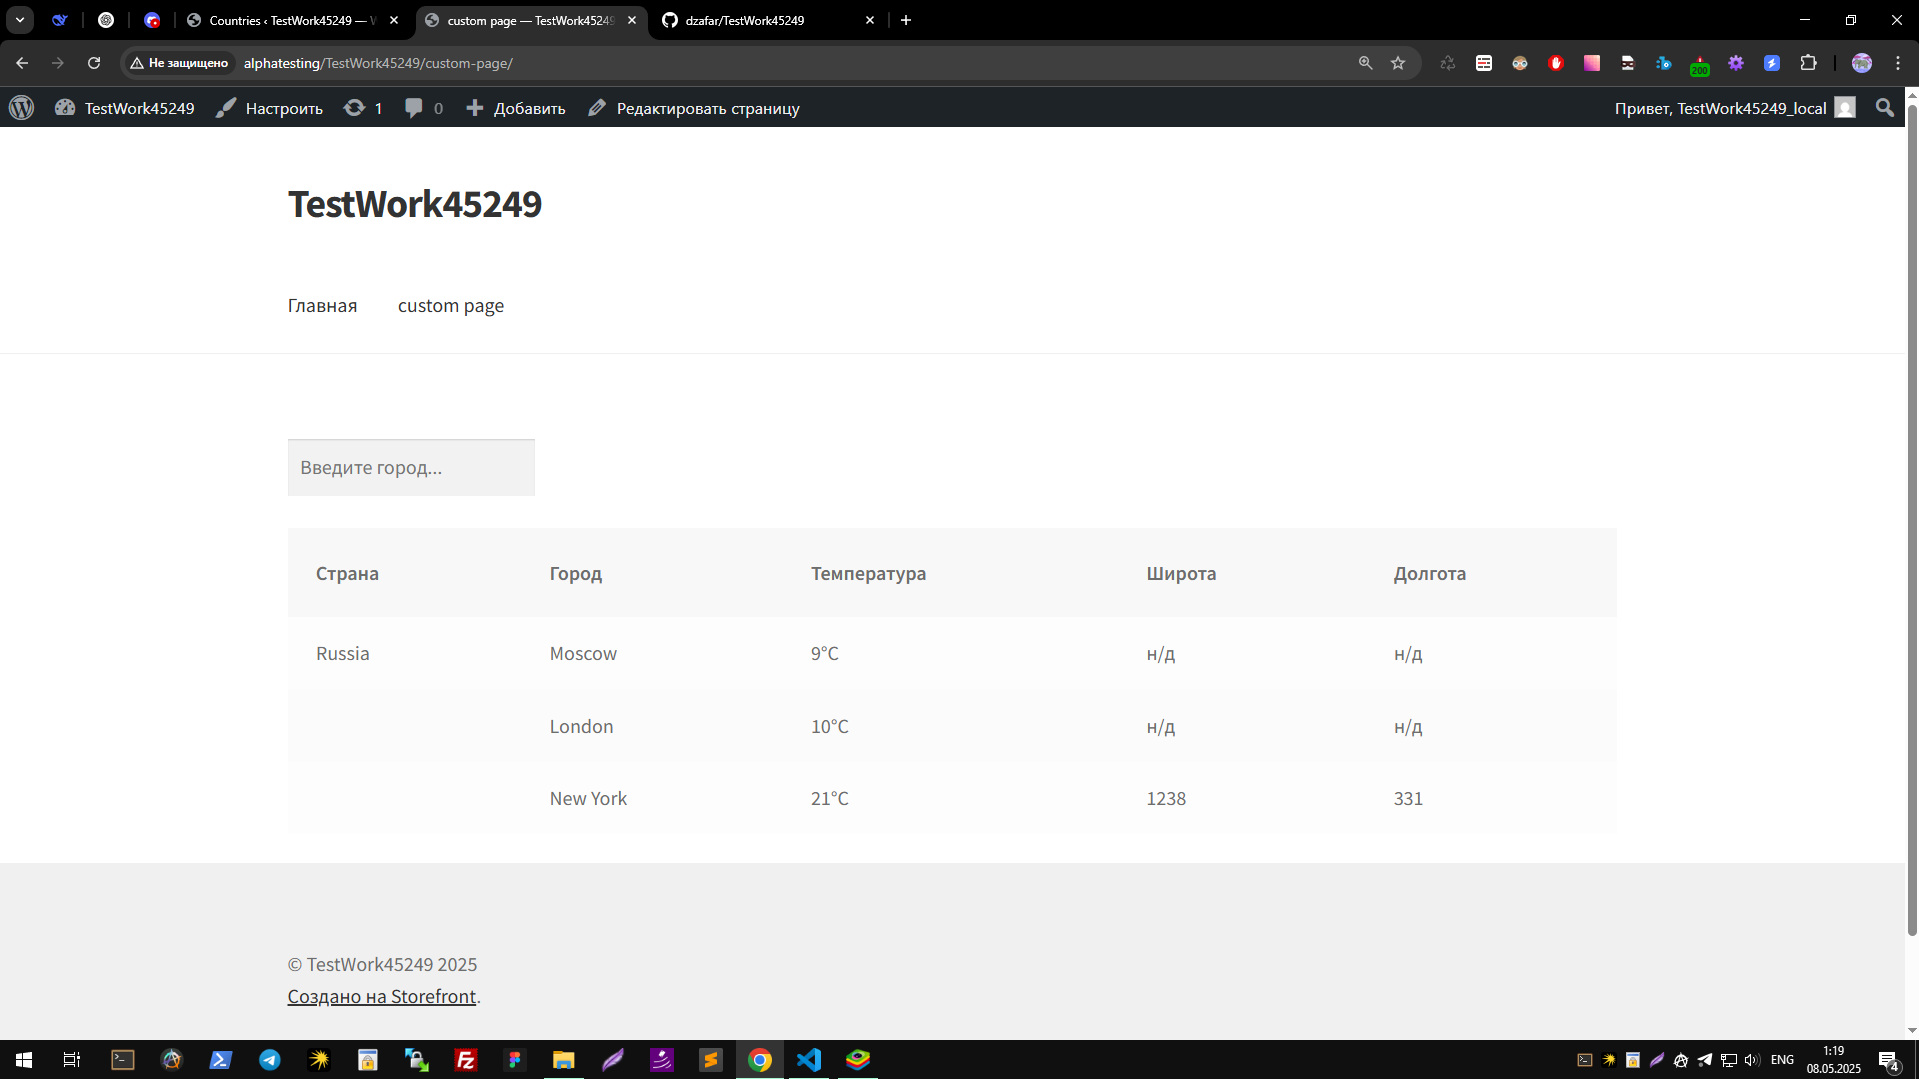 Countries ‹ TestWork45249 — W
custom page — TestWork45249
dzafar/TestWork45249
Не защищено
alphatesting/TestWork45249/custom-page/
200
TestWork45249
Настроить
1
0
Добавить
Редактировать страницу
Привет, TestWork45249_local
TestWork45249
Главная
custom page
Введите город...
Страна Город Температура Широта Долгота
Russia Moscow 9°C н/д н/д
London 10°C н/д н/д
New York 21°C 1238 331
© TestWork45249 2025
Создано на Storefront.
ENG
1:19
08.05.2025
4